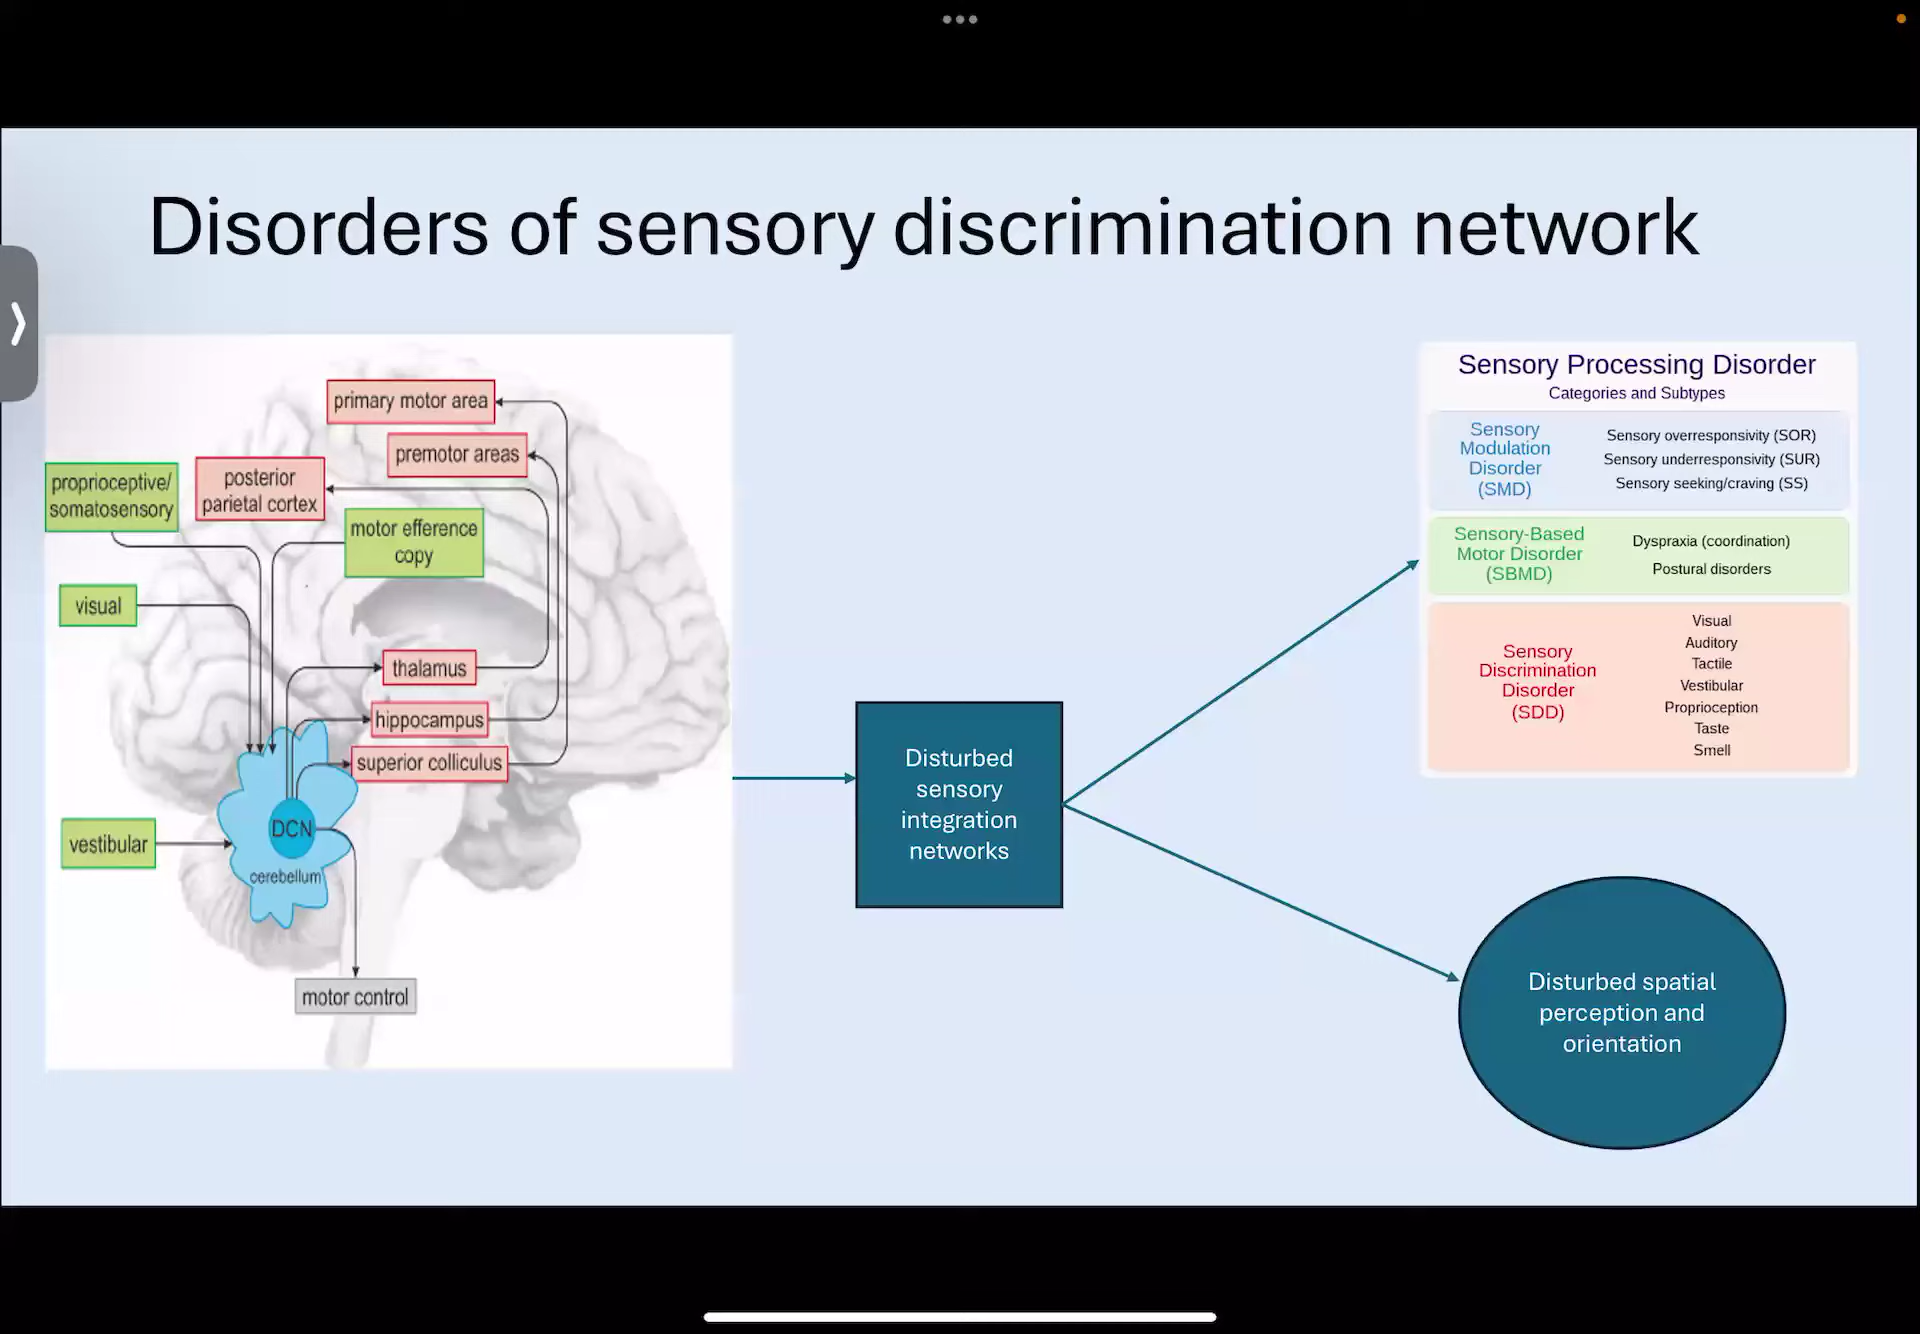 Disorders of sensory discrimination network
primary motor area
premotor areas
proprioceptive/
somatosensory
posterior
parietal cortex
motor efference
copy
visual
thalamus
hippocampus
superior colliculus
DCN
vestibular
cerebellum
motor control
Disturbed
sensory
integration
networks
Sensory Processing Disorder
Categories and Subtypes
Sensory
Modulation
Disorder
(SMD)
Sensory overresponsivity (SOR)
Sensory underresponsivity (SUR)
Sensory seeking/craving (SS)
Sensory-Based
Motor Disorder
(SBMD)
Dyspraxia (coordination)
Postural disorders
Sensory
Discrimination
Disorder
(SDD)
Visual
Auditory
Tactile
Vestibular
Proprioception
Taste
Smell
Disturbed spatial
perception and
orientation